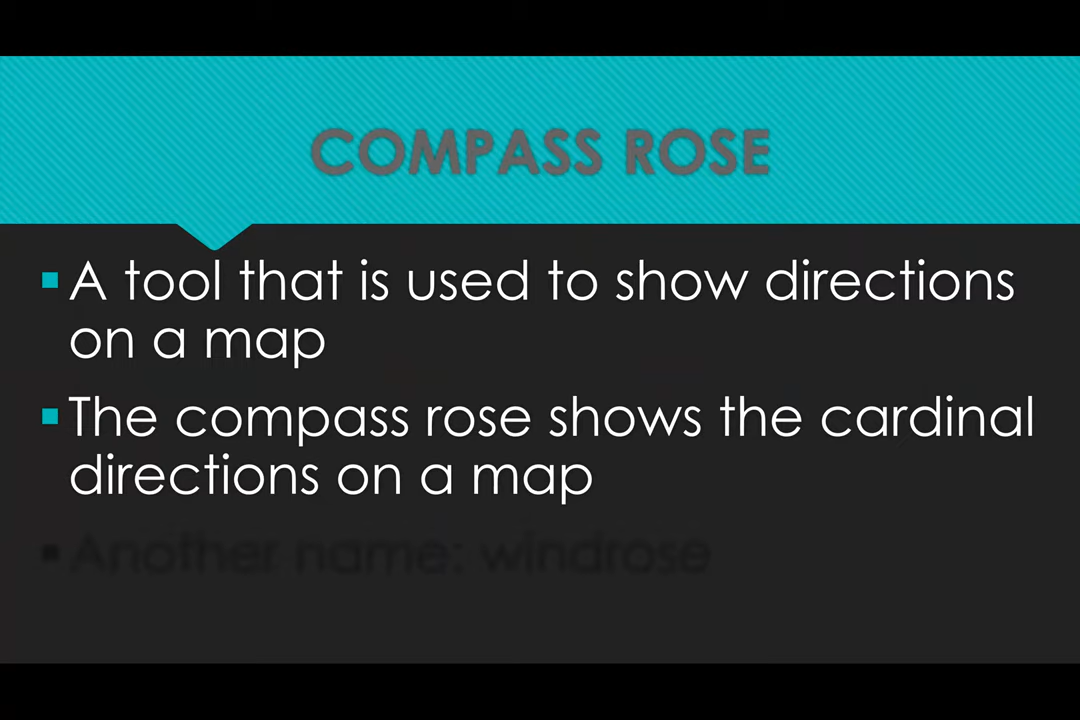 COMPASS ROSE
▪A tool that is used to show directions
on a map
▪The compass rose shows the cardinal
directions on a map
▪Another name: windrose